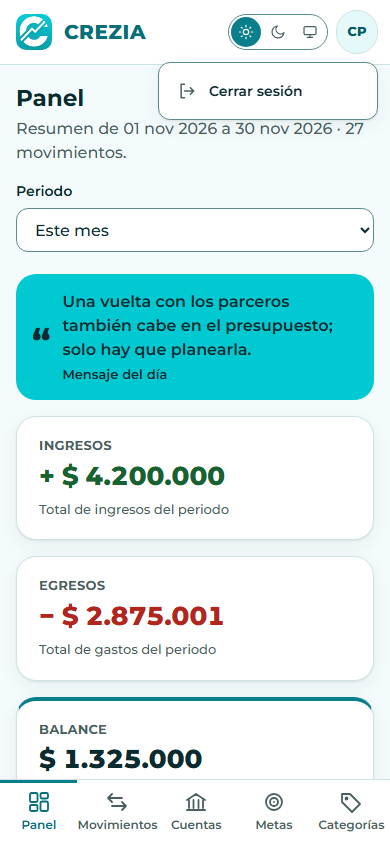 CREZIA
CP
Cerrar sesión
Panel
Resumen de 01 nov 2026 a 30 nov 2026 · 27
movimientos.
Periodo
Este mes
“
Una vuelta con los parceros
también cabe en el presupuesto;
solo hay que planearla.
Mensaje del día
INGRESOS
+ $ 4.200.000
Total de ingresos del periodo
EGRESOS
− $ 2.875.001
Total de gastos del periodo
BALANCE
$ 1.325.000
Panel
Movimientos
Cuentas
Metas
Categorías